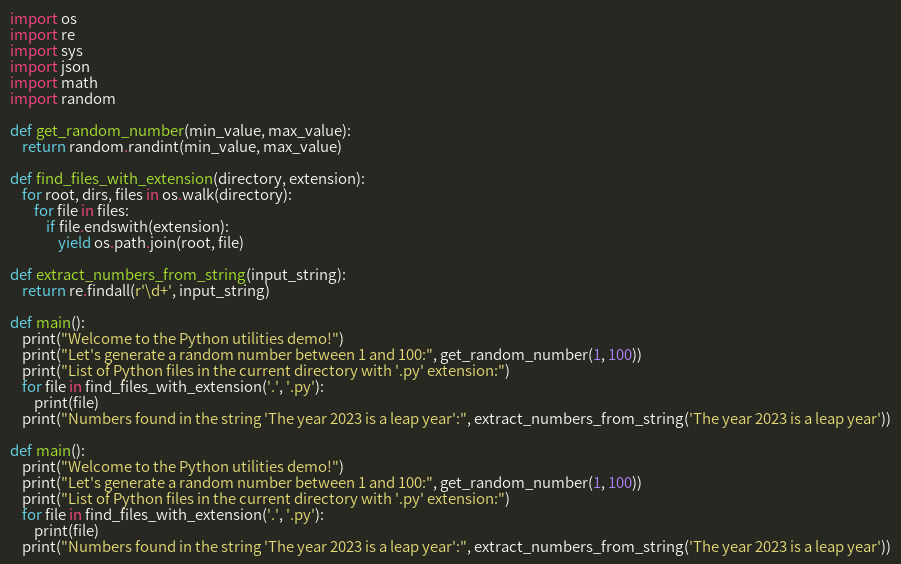 import os
import re
import sys
import json
import math
import random

def get_random_number(min_value, max_value):
    return random.randint(min_value, max_value)

def find_files_with_extension(directory, extension):
    for root, dirs, files in os.walk(directory):
        for file in files:
            if file.endswith(extension):
                yield os.path.join(root, file)

def extract_numbers_from_string(input_string):
    return re.findall(r'\d+', input_string)

def main():
    print("Welcome to the Python utilities demo!")
    print("Let's generate a random number between 1 and 100:", get_random_number(1, 100))
    print("List of Python files in the current directory with '.py' extension:")
    for file in find_files_with_extension('.', '.py'):
        print(file)
    print("Numbers found in the string 'The year 2023 is a leap year':", extract_numbers_from_string('The year 2023 is a leap year'))

def main():
    print("Welcome to the Python utilities demo!")
    print("Let's generate a random number between 1 and 100:", get_random_number(1, 100))
    print("List of Python files in the current directory with '.py' extension:")
    for file in find_files_with_extension('.', '.py'):
        print(file)
    print("Numbers found in the string 'The year 2023 is a leap year':", extract_numbers_from_string('The year 2023 is a leap year'))